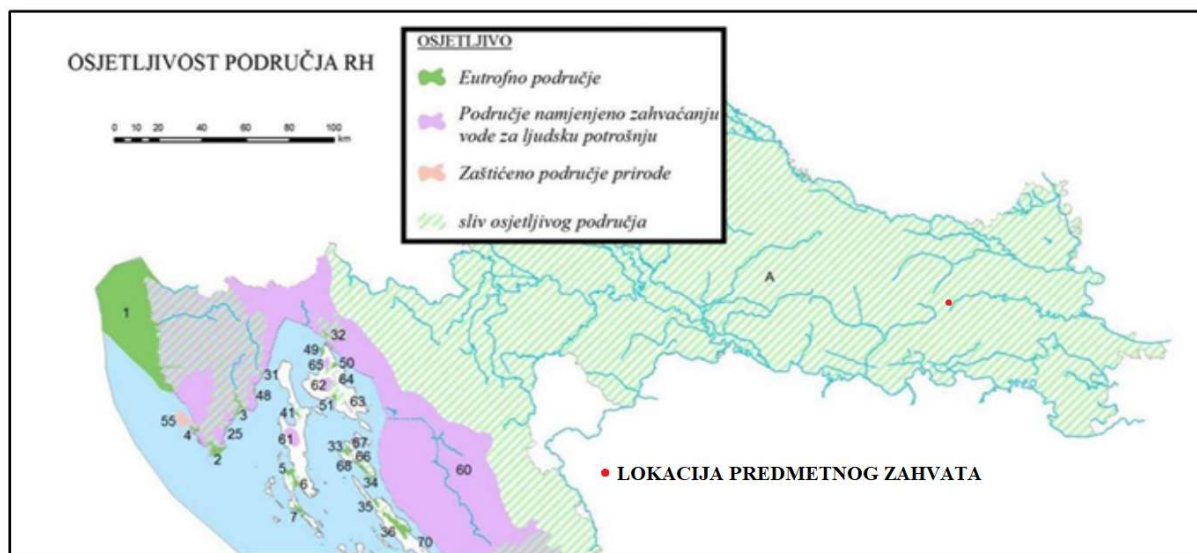 OSJETLJIVOST PODRUČJA RH
0 10 20 40 60 80 100
km
OSJETLJIVO
Eutrofno područje
Područje namjenjeno zahvaćanju
vode za ljudsku potrošnju
Zaštićeno područje prirode
sliv osjetljivog područja
A
1
32
49
50
65
31
64
62
48
51
63
3
41
55
4
25
61
67
33
2
66
68
60
5
34
6
LOKACIJA PREDMETNOG ZAHVATA
35
7
36
70